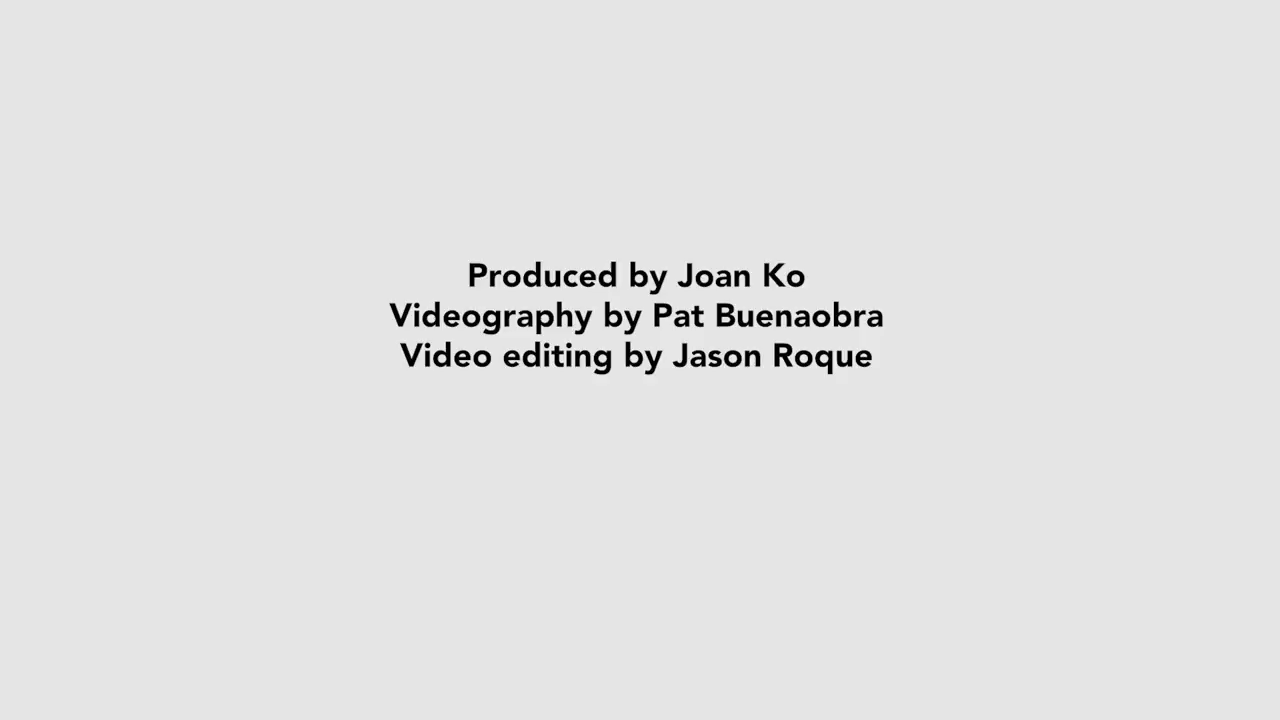 Produced by Joan Ko
Videography by Pat Buenaobra
Video editing by Jason Roque